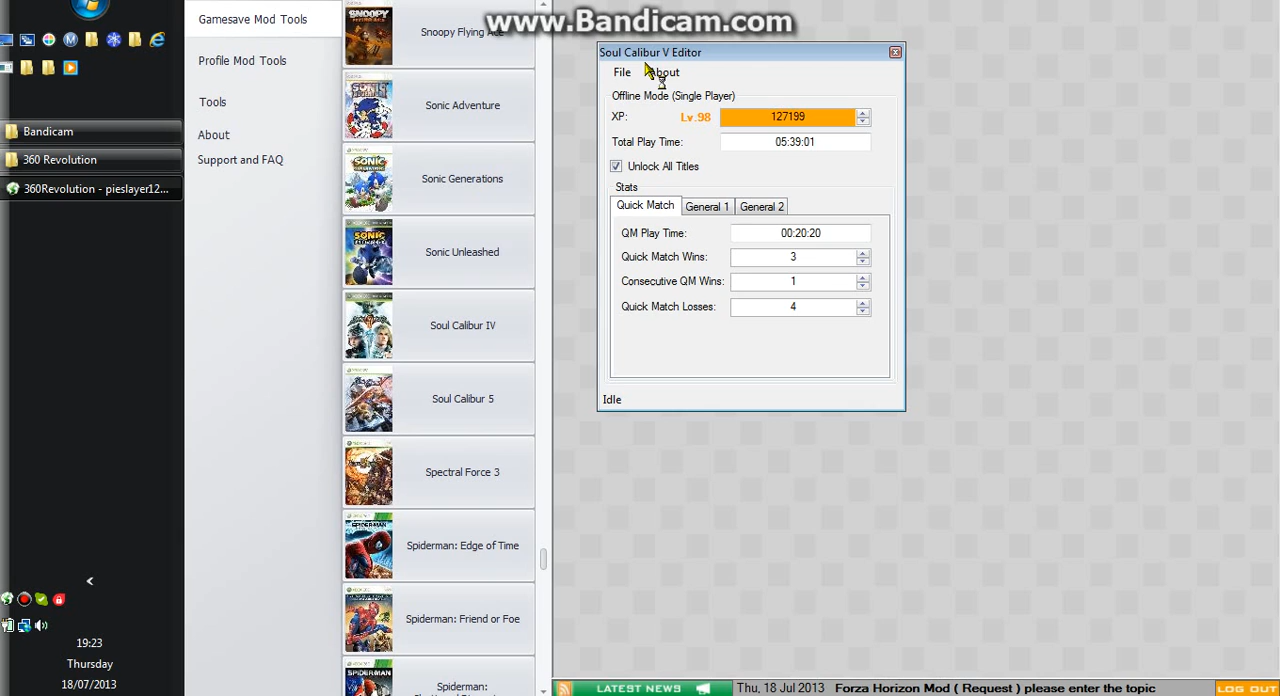 www.Bandicam.com
Gamesave Mod Tools
Profile Mod Tools
Tools
About
Support and FAQ
Bandicam
360 Revolution
360Revolution - pieslayer12...
19:23
Thursday
18/07/2013
Snoopy Flying Ace
Sonic Adventure
Sonic Generations
Sonic Unleashed
Soul Calibur IV
Soul Calibur 5
Spectral Force 3
Spiderman: Edge of Time
Spiderman: Friend or Foe
Spiderman:
Soul Calibur V Editor
File About
Offline Mode (Single Player)
XP: Lv.98 127199
Total Play Time: 05:39:01
Unlock All Titles
Stats
Quick Match General 1 General 2
QM Play Time: 00:20:20
Quick Match Wins: 3
Consecutive QM Wins: 1
Quick Match Losses: 4
Idle
LATEST NEWS Thu, 18 Jul 2013 Forza Horizon Mod ( Request ) please enter the topic LOG OUT